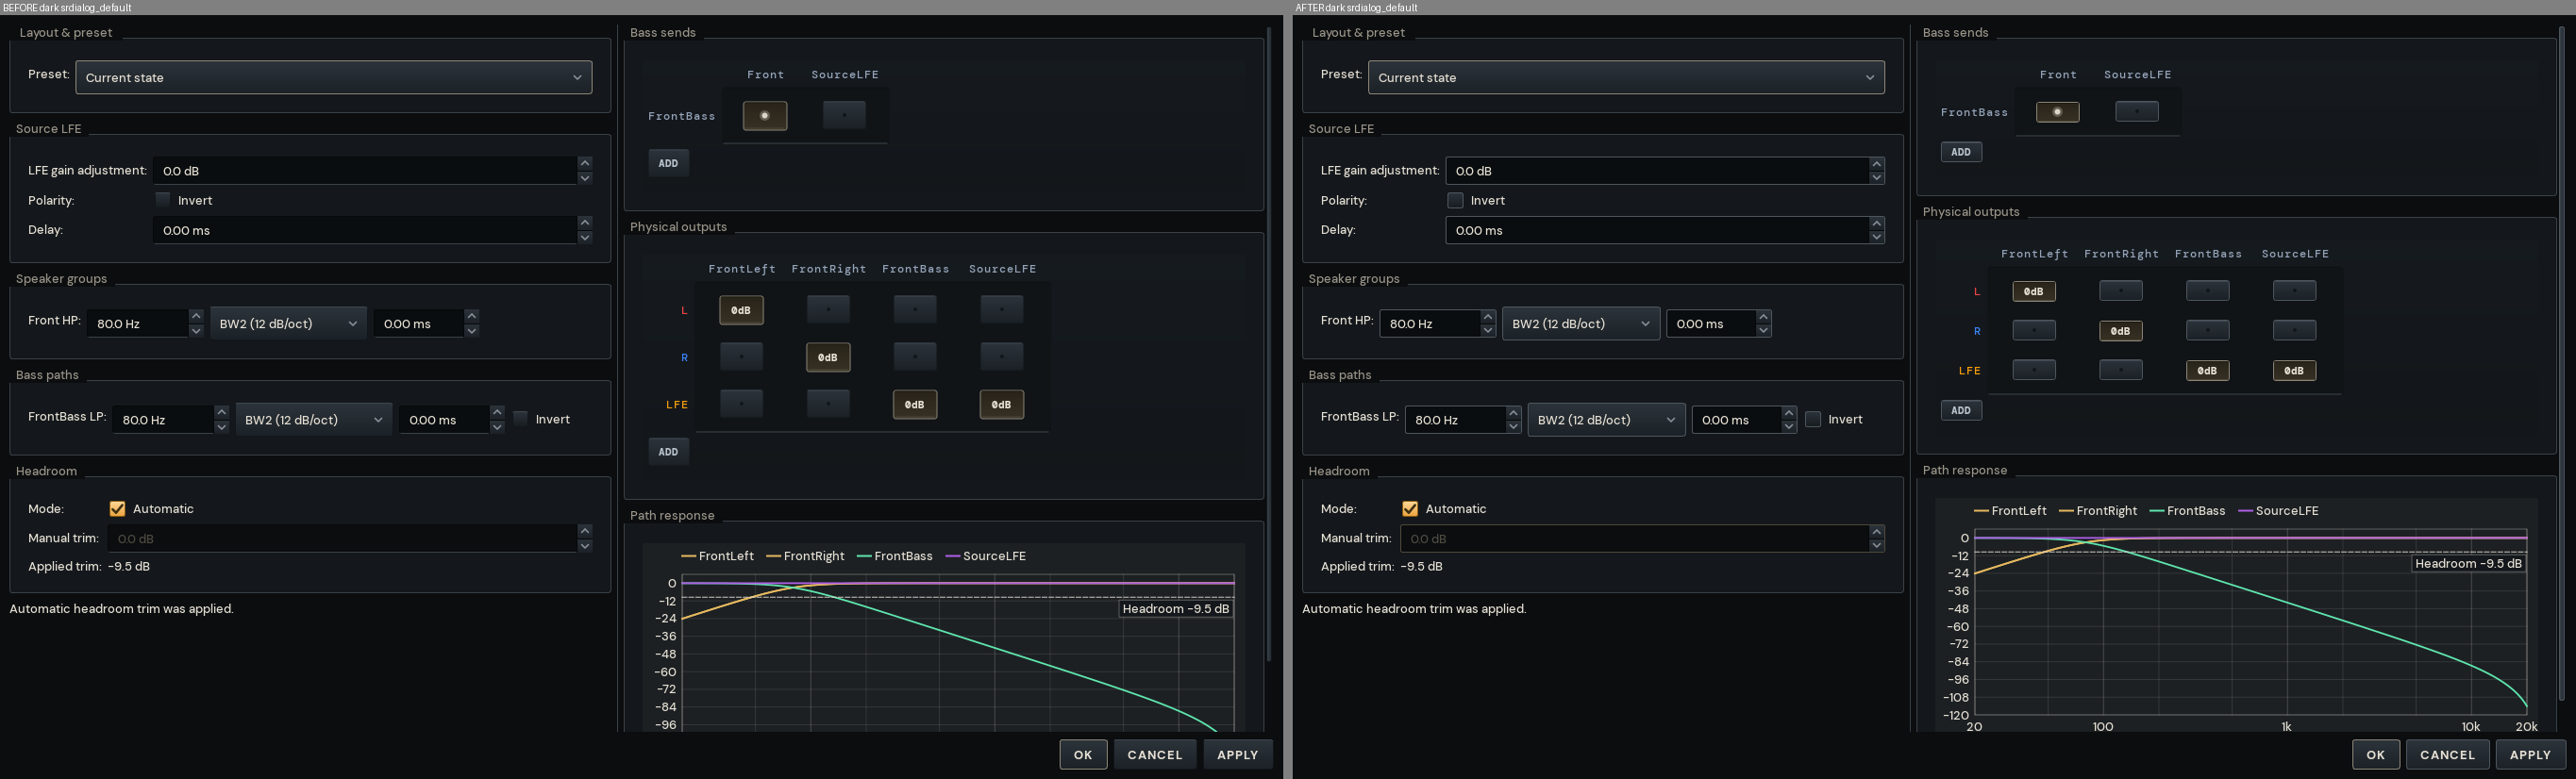 BEFORE dark srdialog_default
Layout & preset
Preset: Current state
Source LFE
LFE gain adjustment: 0.0 dB
Polarity: Invert
Delay: 0.00 ms
Speaker groups
Front HP: 80.0 Hz BW2 (12 dB/oct) 0.00 ms
Bass paths
FrontBass LP: 80.0 Hz BW2 (12 dB/oct) 0.00 ms Invert
Headroom
Mode: Automatic
Manual trim: 0.0 dB
Applied trim: -9.5 dB
Automatic headroom trim was applied.
Bass sends
Front SourceLFE
FrontBass
ADD
Physical outputs
FrontLeft FrontRight FrontBass SourceLFE
L 0dB
R 0dB
LFE 0dB 0dB
ADD
Path response
FrontLeft FrontRight FrontBass SourceLFE
0
-12
Headroom -9.5 dB
-24
-36
-48
-60
-72
-84
-96
OK CANCEL APPLY
AFTER dark srdialog_default
Layout & preset
Preset: Current state
Source LFE
LFE gain adjustment: 0.0 dB
Polarity: Invert
Delay: 0.00 ms
Speaker groups
Front HP: 80.0 Hz BW2 (12 dB/oct) 0.00 ms
Bass paths
FrontBass LP: 80.0 Hz BW2 (12 dB/oct) 0.00 ms Invert
Headroom
Mode: Automatic
Manual trim: 0.0 dB
Applied trim: -9.5 dB
Automatic headroom trim was applied.
Bass sends
Front SourceLFE
FrontBass
ADD
Physical outputs
FrontLeft FrontRight FrontBass SourceLFE
L 0dB
R 0dB
LFE 0dB 0dB
ADD
Path response
FrontLeft FrontRight FrontBass SourceLFE
0
-12
Headroom -9.5 dB
-24
-36
-48
-60
-72
-84
-96
-108
-120
20 100 1k 10k 20k
OK CANCEL APPLY